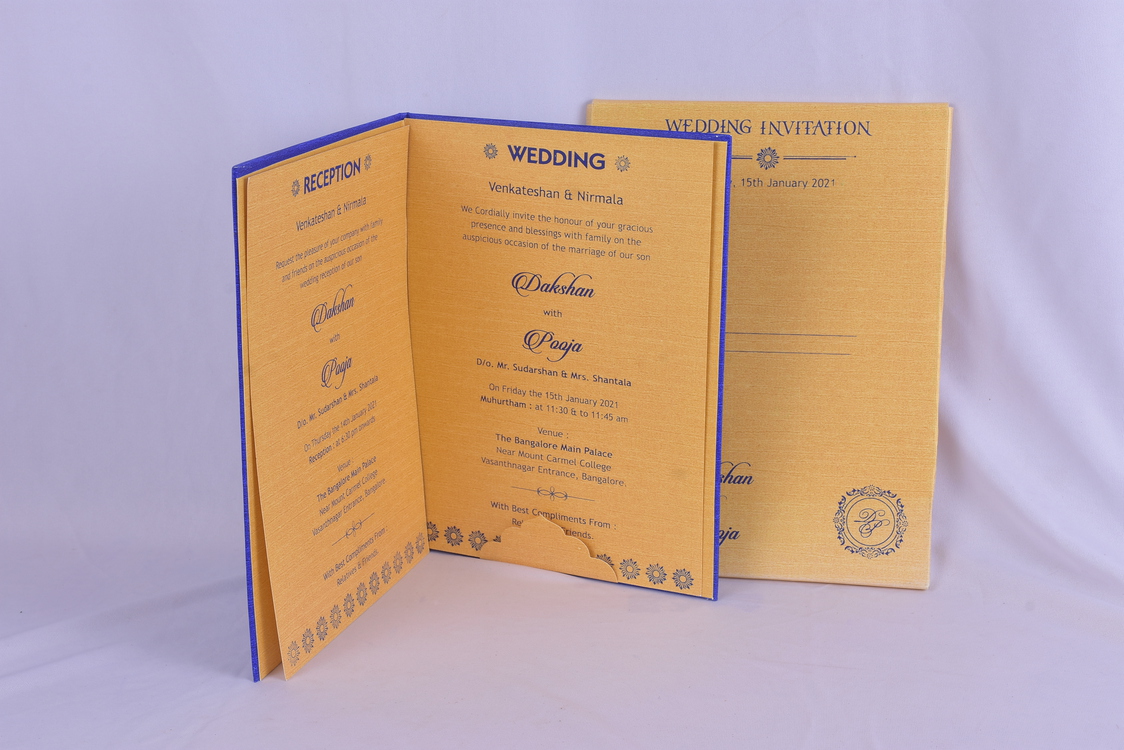 RECEPTION
Venkateshan & Nirmala
Request the pleasure of your company with family
and friends on the auspicious occasion of the
wedding reception of our son
Dakshan
with
Pooja
D/o. Mr. Sudarshan & Mrs. Shantala
On Thursday the 14th January 2021
Reception : at 6:30 pm onwards
Venue :
The Bangalore Main Palace
Near Mount Carmel College
Vasanthnagar Entrance, Bangalore.
With Best Compliments From :
Relatives & Friends.
WEDDING
Venkateshan & Nirmala
We Cordially invite the honour of your gracious
presence and blessings with family on the
auspicious occasion of the marriage of our son
Dakshan
with
Pooja
D/o. Mr. Sudarshan & Mrs. Shantala
On Friday the 15th January 2021
Muhurtham : at 11:30 & to 11:45 am
Venue :
The Bangalore Main Palace
Near Mount Carmel College
Vasanthnagar Entrance, Bangalore.
With Best Compliments From :
WEDDING INVITATION
15th January 2021